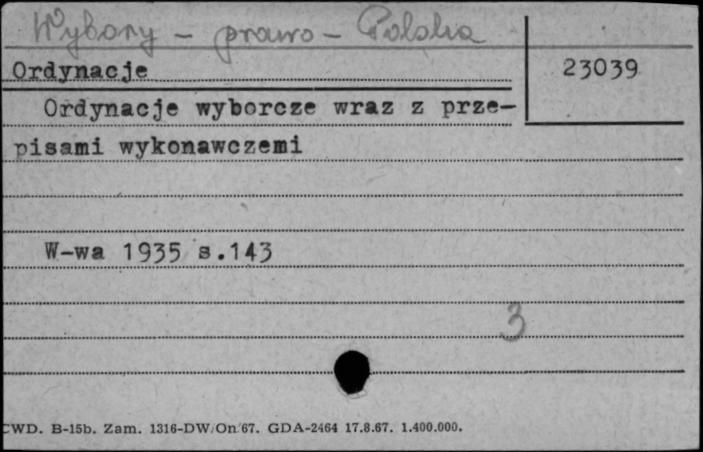 Wybory – prawo – Polska
Ordynacje
23039
Ordynacje wyborcze wraz z prze-
pisami wykonawczemi
W-wa 1935 s.143
3
CWD. B-15b. Zam. 1316-DW/On/67. GDA-2464 17.8.67. 1.400.000.